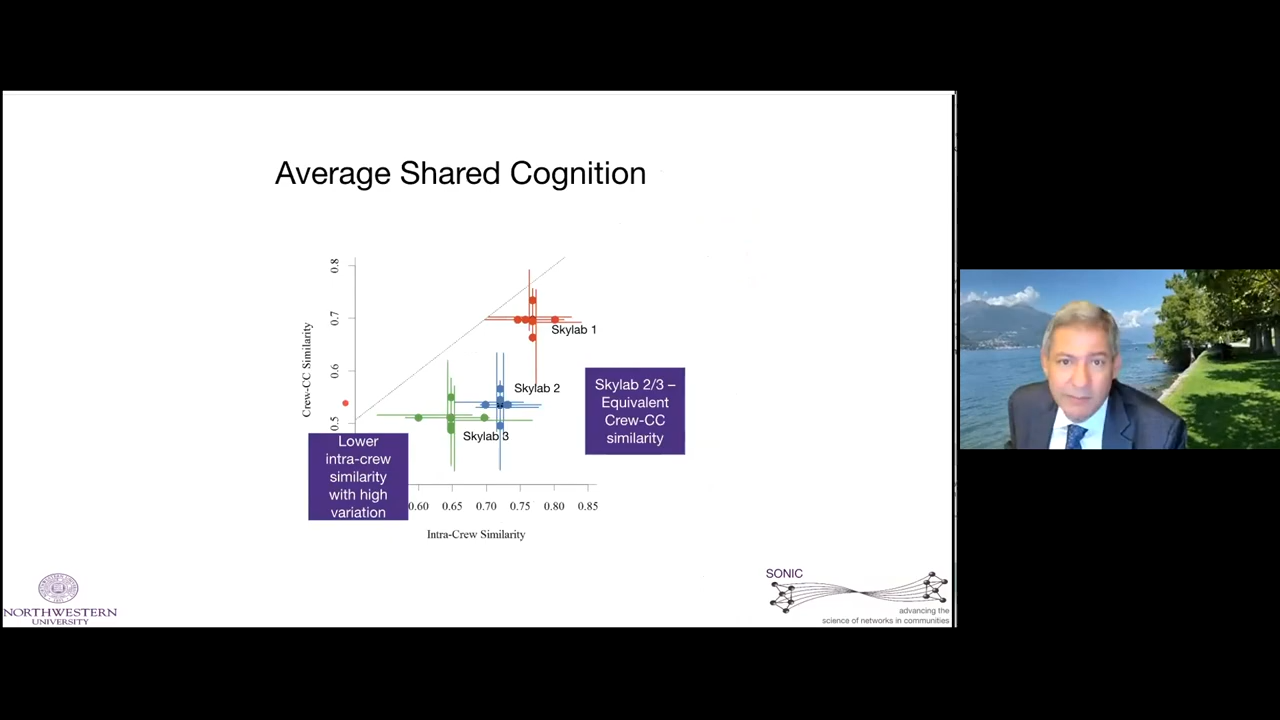 Average Shared Cognition
Crew-CC Similarity
0.8
0.7
0.6
0.5
Skylab 1
Skylab 2
Skylab 3
Skylab 2/3 –
Equivalent
Crew-CC
similarity
Lower
intra-crew
similarity
with high
variation
0.60 0.65 0.70 0.75 0.80 0.85
Intra-Crew Similarity
NORTHWESTERN
UNIVERSITY
SONIC
advancing the
science of networks in communities